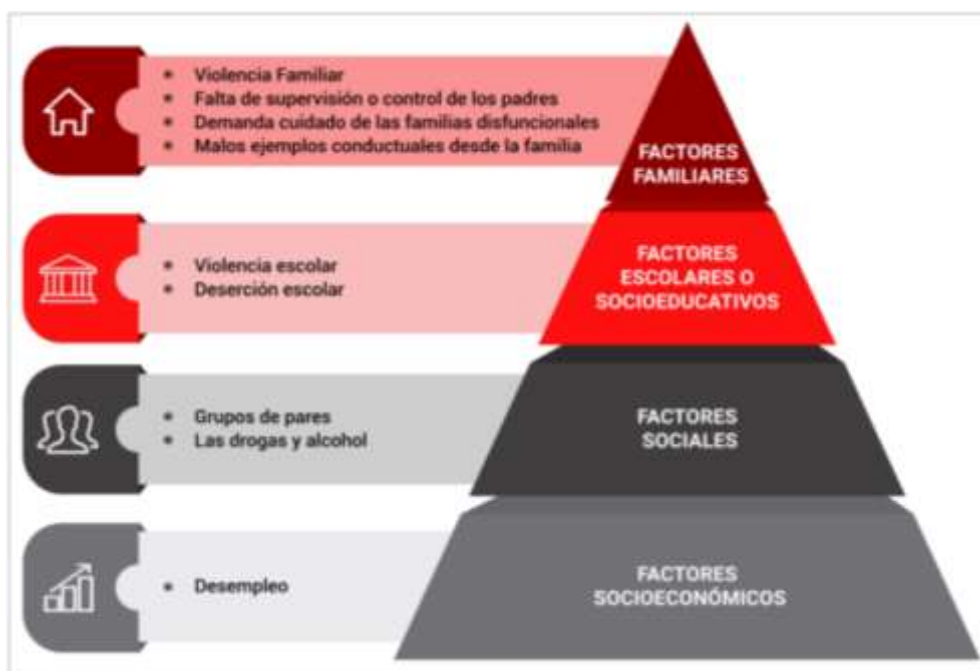 • Violencia Familiar
• Falta de supervisión o control de los padres
• Demanda cuidado de las familias disfuncionales
• Malos ejemplos conductuales desde la familia
FACTORES
FAMILIARES
• Violencia escolar
• Deserción escolar
FACTORES
ESCOLARES O
SOCIOEDUCATIVOS
• Grupos de pares
• Las drogas y alcohol
FACTORES
SOCIALES
• Desempleo
FACTORES
SOCIOECONÓMICOS